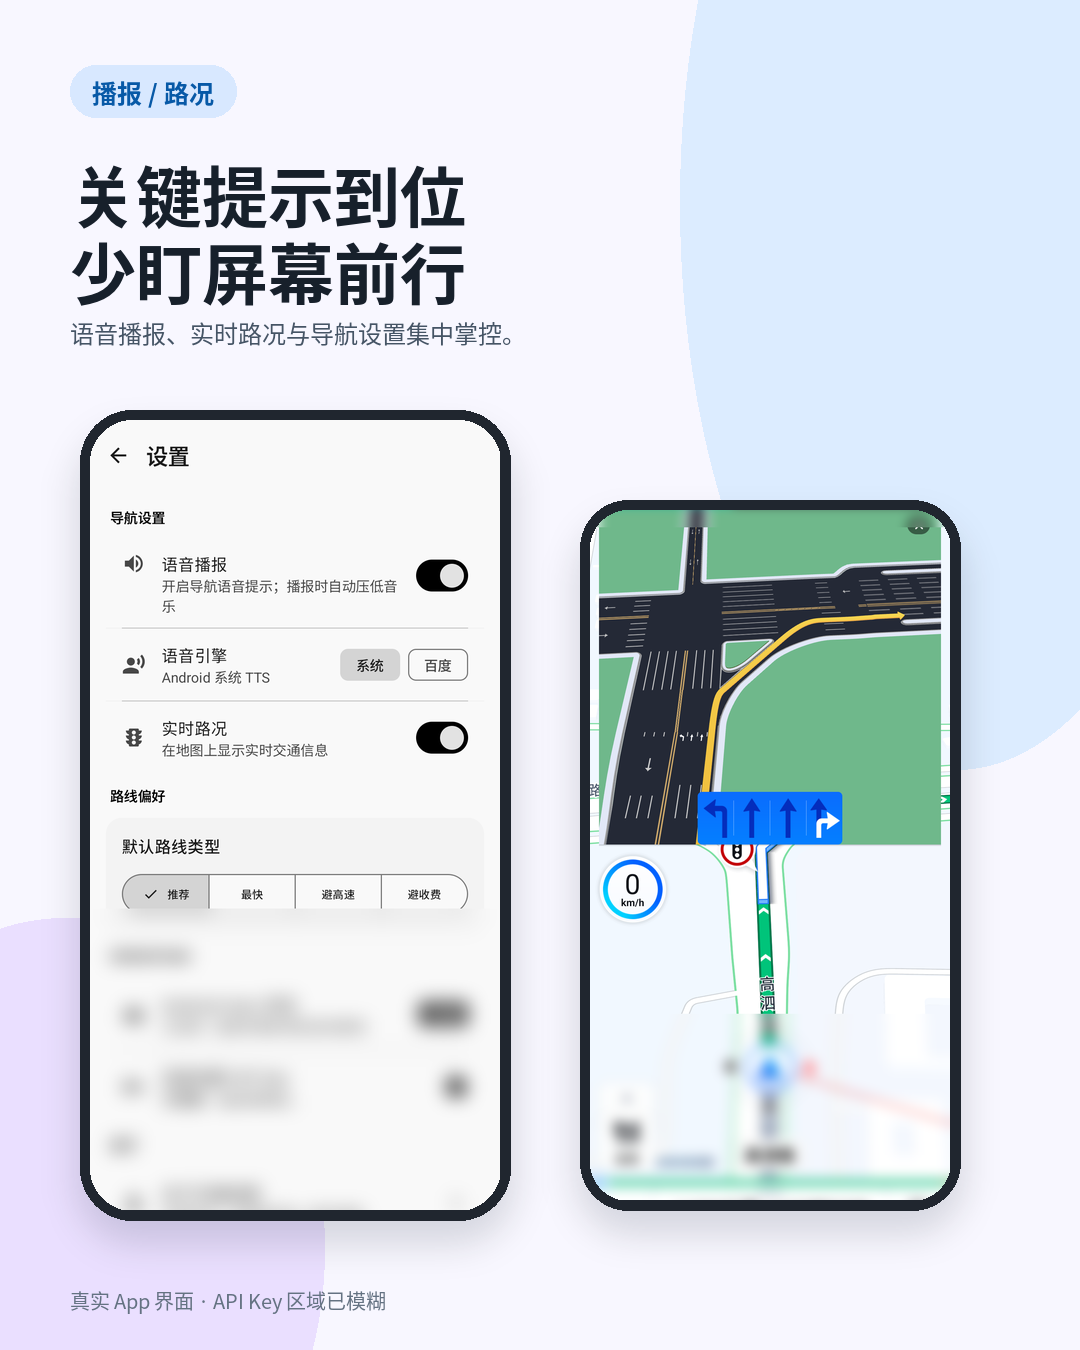 播报 / 路况
关键提示到位
少盯屏幕前行
语音播报、实时路况与导航设置集中掌控。
设置
导航设置
语音播报
开启导航语音提示；播报时自动压低音
乐
语音引擎
Android 系统 TTS
系统
百度
实时路况
在地图上显示实时交通信息
路线偏好
默认路线类型
推荐
最快
避高速
避收费
路
0
km/h
高
泗
真实 App 界面 · API Key 区域已模糊